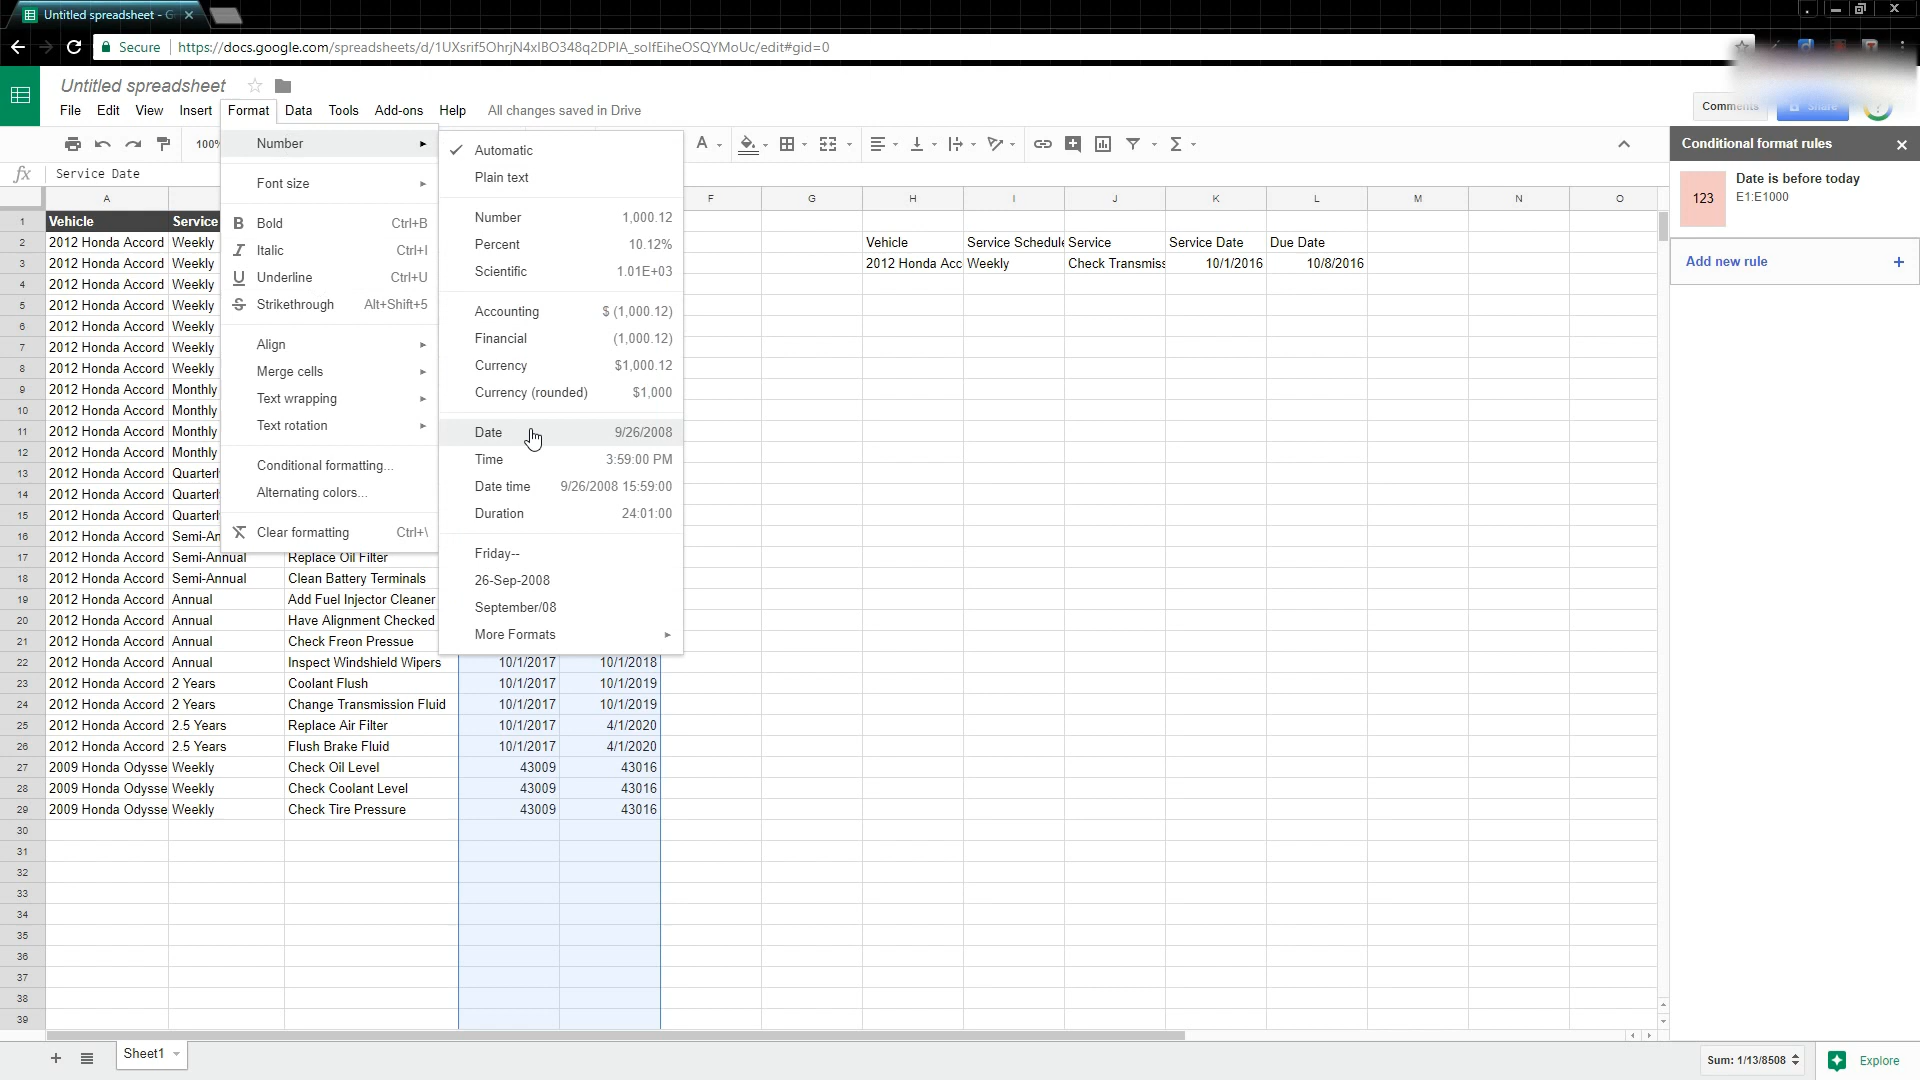 Untitled spreadsheet - G
Secure
https://docs.google.com/spreadsheets/d/1UXsrif5OhrjN4xIBO348q2DPIA_solfEiheOSQYMoUc/edit#gid=0
Untitled spreadsheet
File Edit View Insert Format Data Tools Add-ons Help All changes saved in Drive
Comments Share
100%
Service Date
Number
Font size
Bold Ctrl+B
Italic Ctrl+I
Underline Ctrl+U
Strikethrough Alt+Shift+5
Align
Merge cells
Text wrapping
Text rotation
Conditional formatting...
Alternating colors...
Clear formatting Ctrl+\
Automatic
Plain text
Number 1,000.12
Percent 10.12%
Scientific 1.01E+03
Accounting $ (1,000.12)
Financial (1,000.12)
Currency $1,000.12
Currency (rounded) $1,000
Date 9/26/2008
Time 3:59:00 PM
Date time 9/26/2008 15:59:00
Duration 24:01:00
Friday--
26-Sep-2008
September/08
More Formats
Conditional format rules
123
Date is before today
E1:E1000
Add new rule +
A F G H I J K L M N O
1 Vehicle Service
2 2012 Honda Accord Weekly Vehicle Service Schedule Service Service Date Due Date
3 2012 Honda Accord Weekly 2012 Honda Acc Weekly Check Transmiss 10/1/2016 10/8/2016
4 2012 Honda Accord Weekly
5 2012 Honda Accord Weekly
6 2012 Honda Accord Weekly
7 2012 Honda Accord Weekly
8 2012 Honda Accord Weekly
9 2012 Honda Accord Monthly
10 2012 Honda Accord Monthly
11 2012 Honda Accord Monthly
12 2012 Honda Accord Monthly
13 2012 Honda Accord Quarterl
14 2012 Honda Accord Quarterl
15 2012 Honda Accord Quarterl
16 2012 Honda Accord Semi-An
17 2012 Honda Accord Semi-Annual Replace Oil Filter
18 2012 Honda Accord Semi-Annual Clean Battery Terminals
19 2012 Honda Accord Annual Add Fuel Injector Cleaner
20 2012 Honda Accord Annual Have Alignment Checked
21 2012 Honda Accord Annual Check Freon Pressue
22 2012 Honda Accord Annual Inspect Windshield Wipers 10/1/2017 10/1/2018
23 2012 Honda Accord 2 Years Coolant Flush 10/1/2017 10/1/2019
24 2012 Honda Accord 2 Years Change Transmission Fluid 10/1/2017 10/1/2019
25 2012 Honda Accord 2.5 Years Replace Air Filter 10/1/2017 4/1/2020
26 2012 Honda Accord 2.5 Years Flush Brake Fluid 10/1/2017 4/1/2020
27 2009 Honda Odysse Weekly Check Oil Level 43009 43016
28 2009 Honda Odysse Weekly Check Coolant Level 43009 43016
29 2009 Honda Odysse Weekly Check Tire Pressure 43009 43016
30
31
32
33
34
35
36
37
38
39
Sheet1
Sum: 1/13/8508
Explore